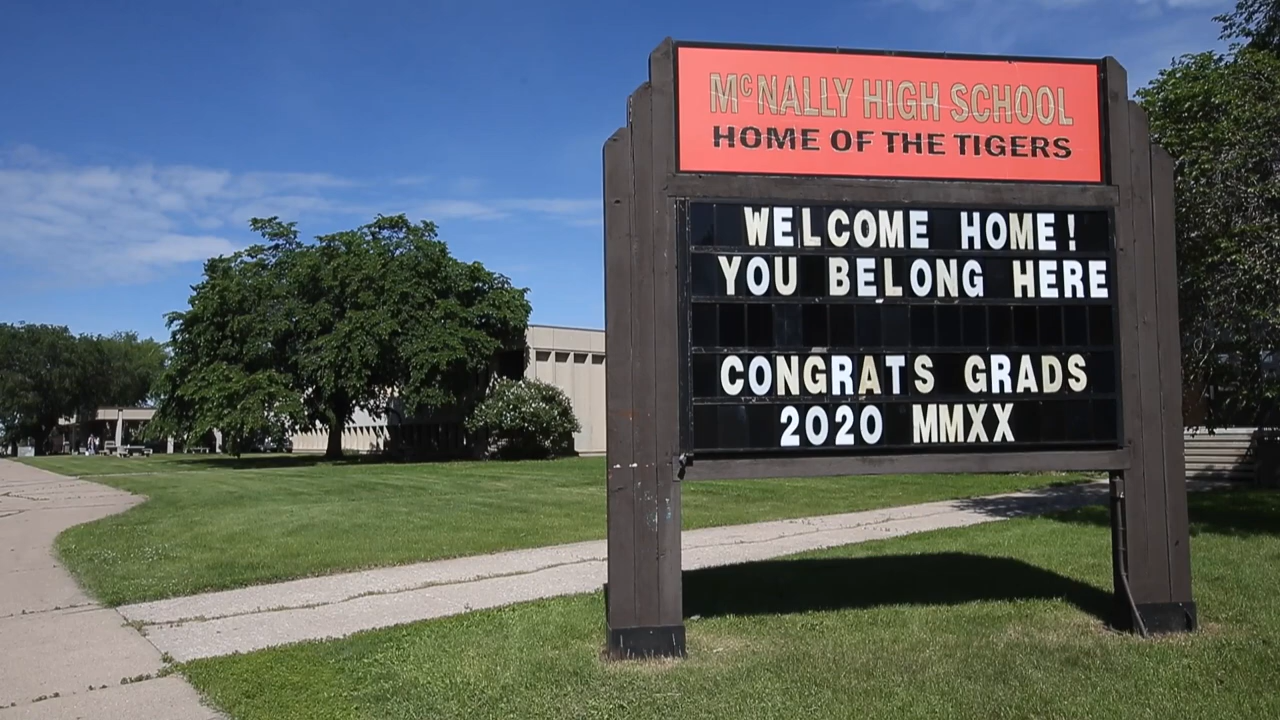 McNALLY HIGH SCHOOL
HOME OF THE TIGERS
WELCOME HOME!
YOU BELONG HERE
CONGRATS GRADS
2020 MMXX